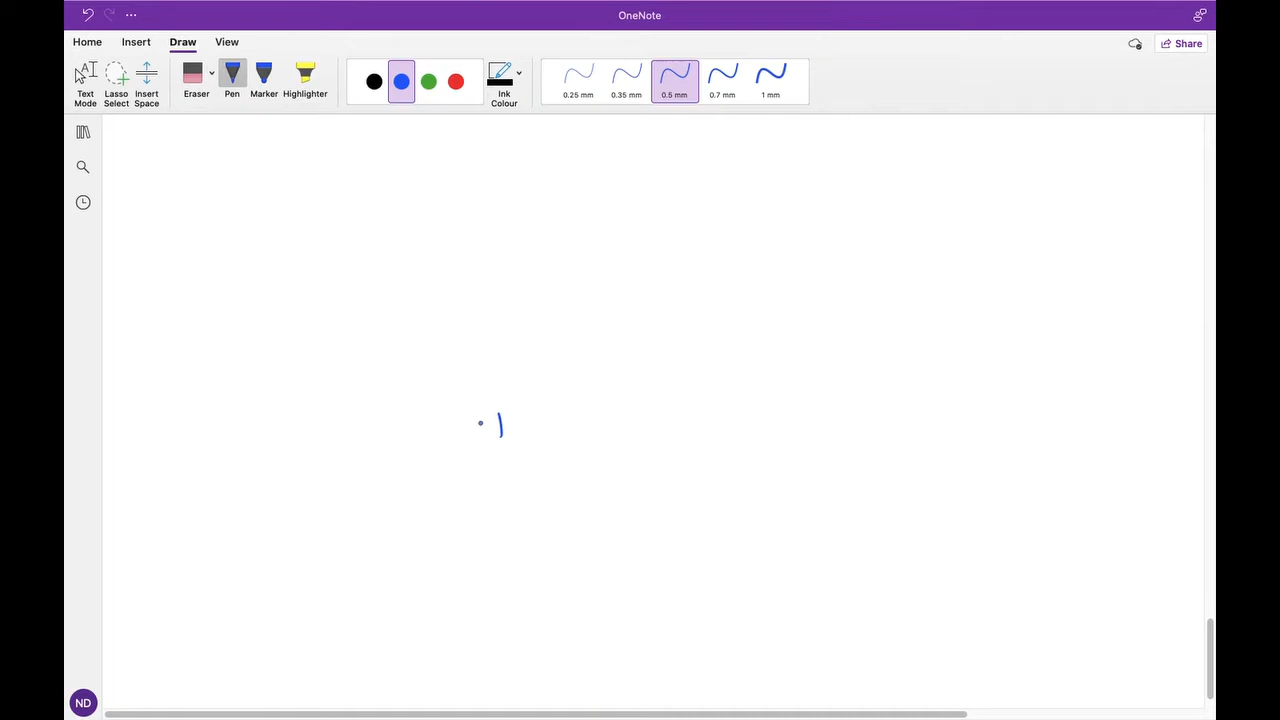 OneNote
Home Insert Draw View
Share
Text Mode
Lasso Select
Insert Space
Eraser
Pen
Marker
Highlighter
Ink Colour
0.25 mm
0.35 mm
0.5 mm
0.7 mm
1 mm
ND